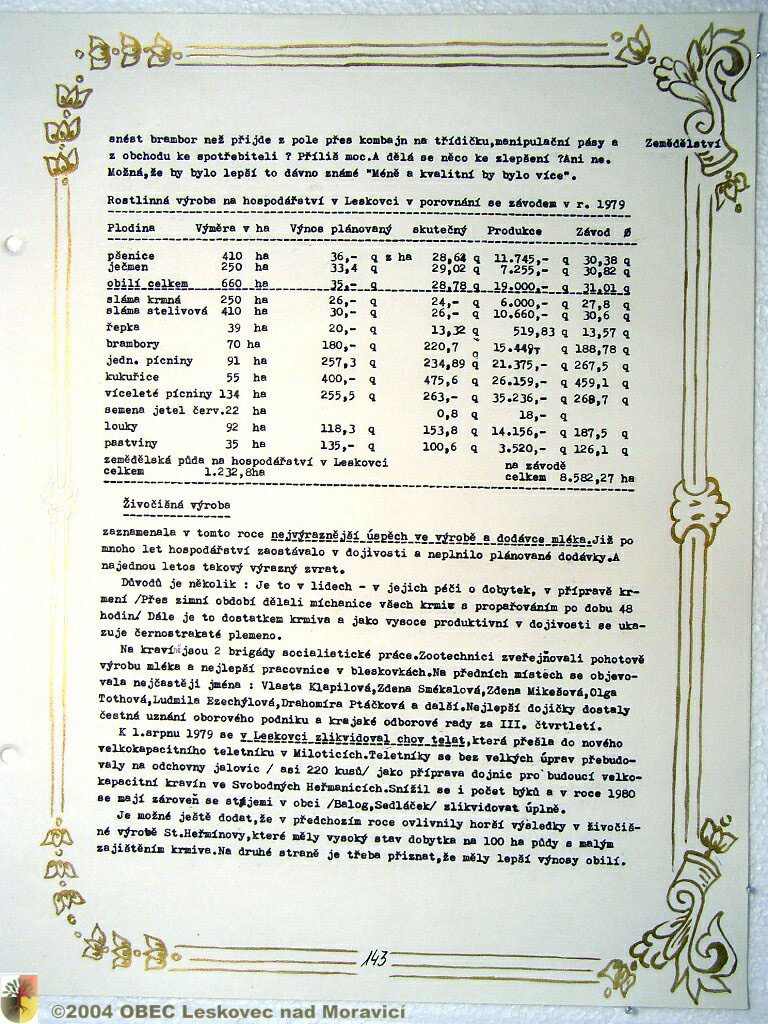 snést brambor než přijde z pole přes kombajn na třídičku,manipulační pásy a
z obchodu ke spotřebiteli ? Příliš moc.A dělá se něco ke zlepšení ?Ani ne.
Možná,že by bylo lepší to dávno známé "Méně a kvalitní by bylo více".
Zemědělství
Rostlinná výroba na hospodářství v Leskovci v porovnání se závodem v r. 1979
Plodina Výměra v ha Výnos plánovaný skutečný Produkce Závod Ø
pšenice 410 ha 36,- q z ha 28,64 q 11.745,- q 30,38 q
ječmen 250 ha 33,4 q 29,02 q 7.255,- q 30,82 q
obilí celkem 660 ha 35,- q 28,78 q 19.000,- q 31,01 q
sláma krmná 250 ha 26,- q 24,- q 6.000,- q 27,8 q
sláma stelivová 410 ha 30,- q 26,- q 10.660,- q 30,6 q
řepka 39 ha 20,- q 13,32 q 519,83 q 13,57 q
brambory 70 ha 180,- q 220,7 q 15.449,- q 188,78 q
jedn. pícniny 91 ha 257,3 q 234,89 q 21.375,- q 267,5 q
kukuřice 55 ha 400,- q 475,6 q 26.159,- q 459,1 q
víceleté pícniny 134 ha 255,5 q 263,- q 35.236,- q 268,7 q
semena jetel červ.22 ha 0,8 q 18,- q
louky 92 ha 118,3 q 153,8 q 14.156,- q 187,5 q
pastviny 35 ha 135,- q 100,6 q 3.520,- q 126,1 q
zemědělská půda na hospodářství v Leskovci na závodě
celkem 1.232,8ha celkem 8.582,27 ha
Živočišná výroba
zaznamenala v tomto roce nejvýraznější úspěch ve výrobě a dodávce mléka.Již po
mnoho let hospodářství zaostávalo v dojivosti a neplnilo plánované dodávky.A
najednou letos takový výrazný zvrat.
Důvodů je několik : Je to v lidech - v jejich péči o dobytek, v přípravě kr-
mení /Přes zimní období dělali míchanice všech krmiv s propařováním po dobu 48
hodin/ Dále je to dostatkem krmiva a jako vysoce produktivní v dojivosti se uka-
zuje černostrakaté plemeno.
Na kravíně jsou 2 brigády socialistické práce.Zootechnici zveřejňovali pohotově
výrobu mléka a nejlepší pracovnice v bleskovkách.Na předních místech se objevo-
vala nejčastěji jména : Vlasta Klapilová,Zdena Smékalová,Zdena Mikešová,Olga
Tothová,Ludmila Ezechýlová,Drahomíra Ptáčková a další.Nejlepší dojičky dostaly
čestná uznání oborového podniku a krajské odborové rady za III. čtvrtletí.
K 1.srpnu 1979 se v Leskovci zlikvidoval chov telat,která přešla do nového
velkokapacitního teletníku v Miloticích.Teletníky se bez velkých úprav přebudo-
valy na odchovny jalovic / asi 220 kusů/ jako příprava dojnic pro budoucí velko-
kapacitní kravín ve Svobodných Heřmanicích.Snížil se i počet býků a v roce 1980
se mají zároveň se stájemi v obci /Balog,Sedláček/ zlikvidovat úplně.
Je možné ještě dodat,že v předchozím roce ovlivnily horší výsledky v živočiš-
né výrobě St.Heřmínovy,které měly vysoký stav dobytka na 100 ha půdy s malým
zajištěním krmiva.Na druhé straně je třeba přiznat,že měly lepší výnosy obilí.
143
©2004 OBEC Leskovec nad Moravicí